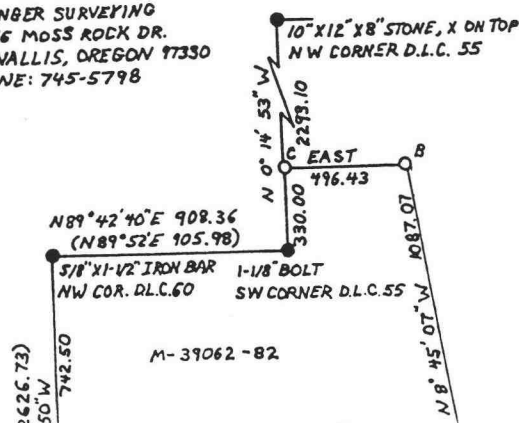 NGER SURVEYING
6 MOSS ROCK DR.
VALLIS, OREGON 97330
NE: 745-5798
10"X12"X8" STONE, X ON TOP
NW CORNER D.L.C. 55
N 0° 14' 53" W
2293.10
C
EAST
496.43
B
330.00
N89°42'40"E 908.36
(N89°52'E 905.98)
5/8"X1-1/2" IRON BAR
NW COR. D.L.C.60
1-1/8" BOLT
SW CORNER D.L.C.55
1087.07
N 8° 45' 07" W
M-39062-82
2626.73)
50"W
742.50